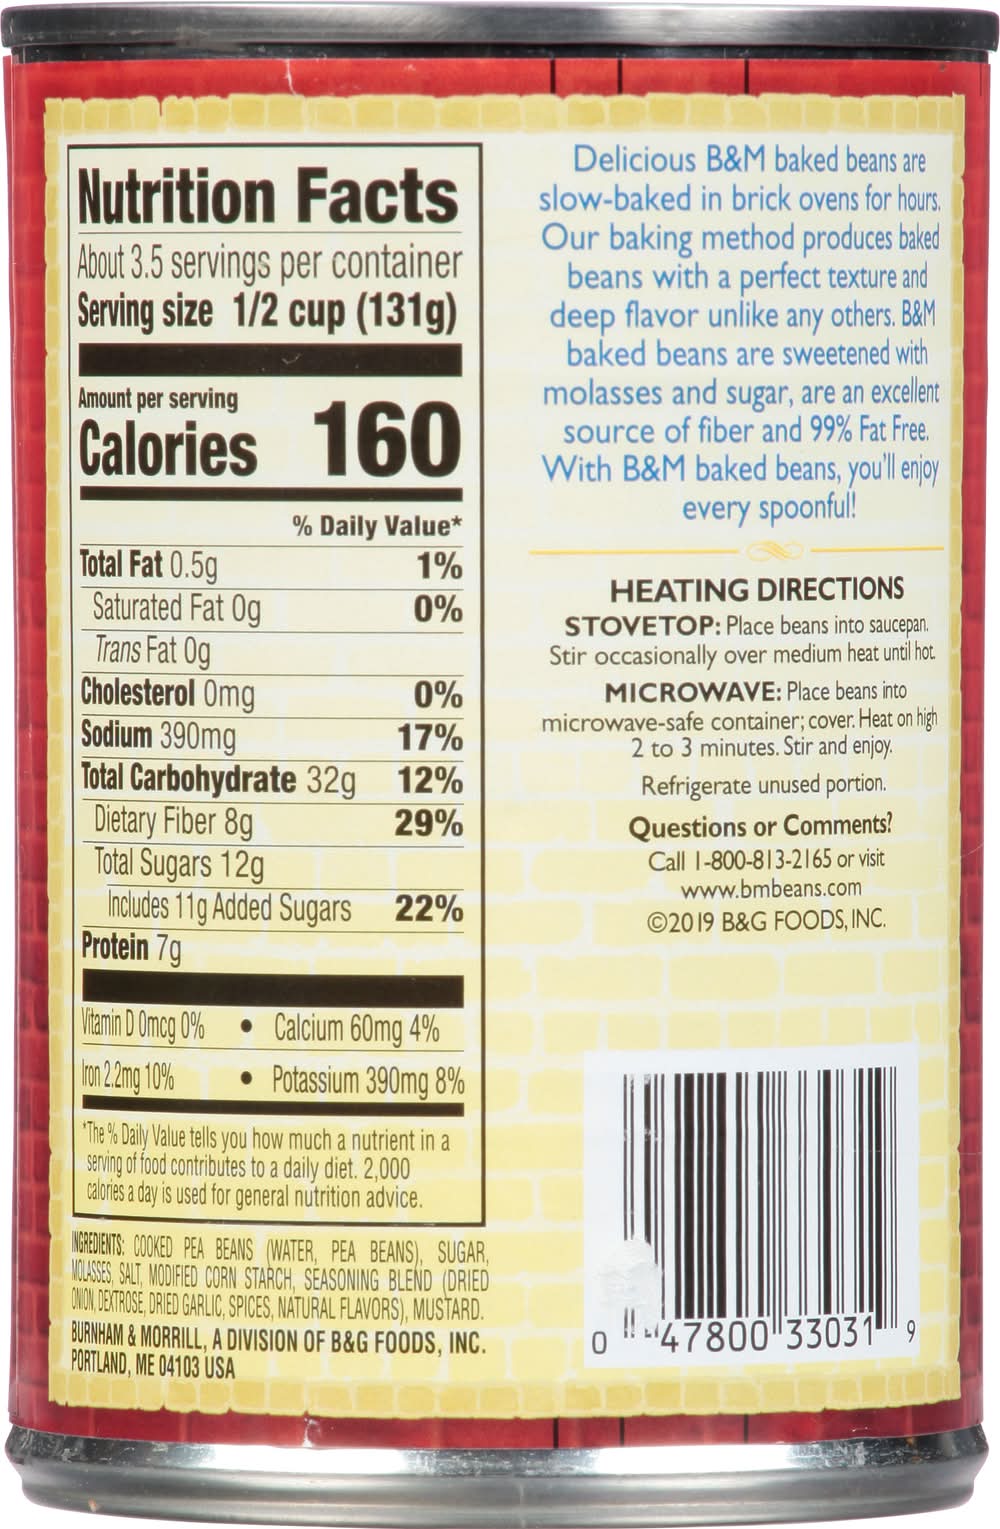 Nutrition Facts
About 3.5 servings per container
Serving size 1/2 cup (131g)
Amount per serving
Calories 160
% Daily Value*
Total Fat 0.5g 1%
Saturated Fat 0g 0%
Trans Fat 0g
Cholesterol 0mg 0%
Sodium 390mg 17%
Total Carbohydrate 32g 12%
Dietary Fiber 8g 29%
Total Sugars 12g
Includes 11g Added Sugars 22%
Protein 7g
Vitamin D 0mcg 0% • Calcium 60mg 4%
Iron 2.2mg 10% • Potassium 390mg 8%
*The % Daily Value tells you how much a nutrient in a
serving of food contributes to a daily diet. 2,000
calories a day is used for general nutrition advice.
INGREDIENTS: COOKED PEA BEANS (WATER, PEA BEANS), SUGAR,
MOLASSES, SALT, MODIFIED CORN STARCH, SEASONING BLEND (DRIED
ONION, DEXTROSE, DRIED GARLIC, SPICES, NATURAL FLAVORS), MUSTARD.
BURNHAM & MORRILL, A DIVISION OF B&G FOODS, INC.
PORTLAND, ME 04103 USA
Delicious B&M baked beans are
slow-baked in brick ovens for hours.
Our baking method produces baked
beans with a perfect texture and
deep flavor unlike any others. B&M
baked beans are sweetened with
molasses and sugar, are an excellent
source of fiber and 99% Fat Free.
With B&M baked beans, you'll enjoy
every spoonful!
HEATING DIRECTIONS
STOVETOP: Place beans into saucepan.
Stir occasionally over medium heat until hot.
MICROWAVE: Place beans into
microwave-safe container; cover. Heat on high
2 to 3 minutes. Stir and enjoy.
Refrigerate unused portion.
Questions or Comments?
Call 1-800-813-2165 or visit
www.bmbeans.com
©2019 B&G FOODS, INC.
0 47800 33031 9